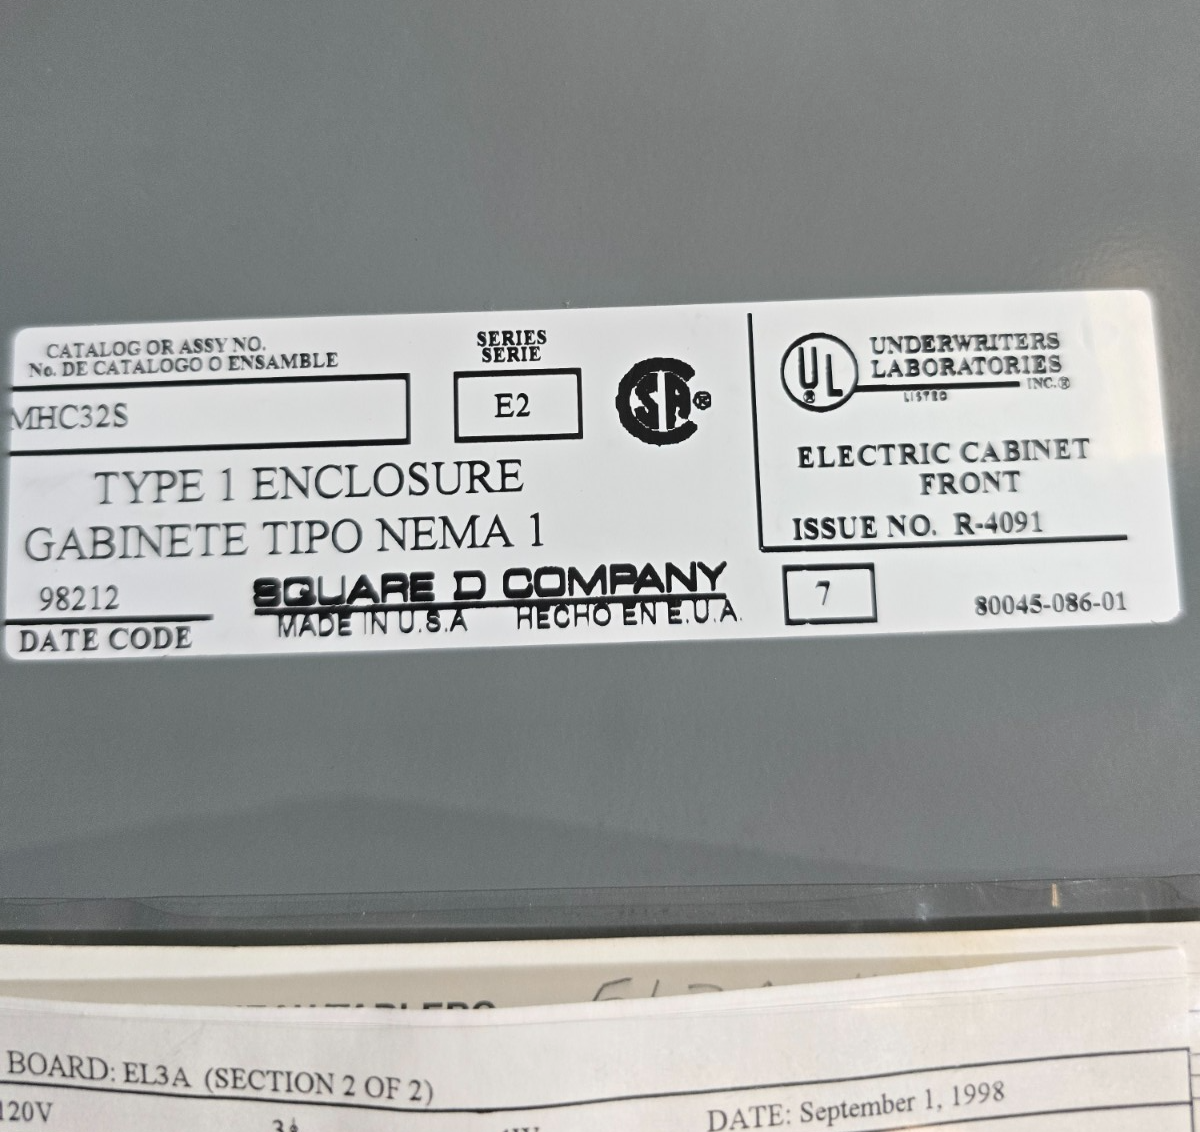 CATALOG OR ASSY NO.
No. DE CATALOGO O ENSAMBLE
MHC32S
SERIES
SERIE
E2
CSA®
TYPE 1 ENCLOSURE
GABINETE TIPO NEMA 1
98212
DATE CODE
SQUARE D COMPANY
MADE IN U.S.A HECHO EN E.U.A.
UL®
UNDERWRITERS
LABORATORIES
INC.®
LISTED
ELECTRIC CABINET
FRONT
ISSUE NO. R-4091
7
80045-086-01
BOARD: EL3A (SECTION 2 OF 2)
120V
DATE: September 1, 1998